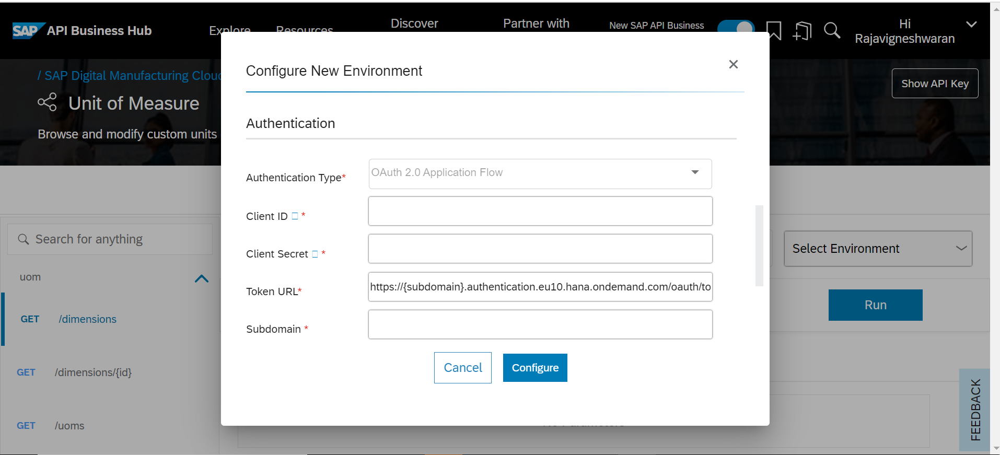 SAP API Business Hub
Explore
Resources
Discover
Partner with
New SAP API Business
Hi
Rajavigneshwaran
/ SAP Digital Manufacturing Cloud
Unit of Measure
Browse and modify custom units
Show API Key
Configure New Environment
Authentication
Authentication Type*
OAuth 2.0 Application Flow
Client ID *
Client Secret *
Token URL*
https://{subdomain}.authentication.eu10.hana.ondemand.com/oauth/to
Subdomain *
Cancel
Configure
Search for anything
uom
GET /dimensions
GET /dimensions/{id}
GET /uoms
Select Environment
Run
No Parameters
FEEDBACK